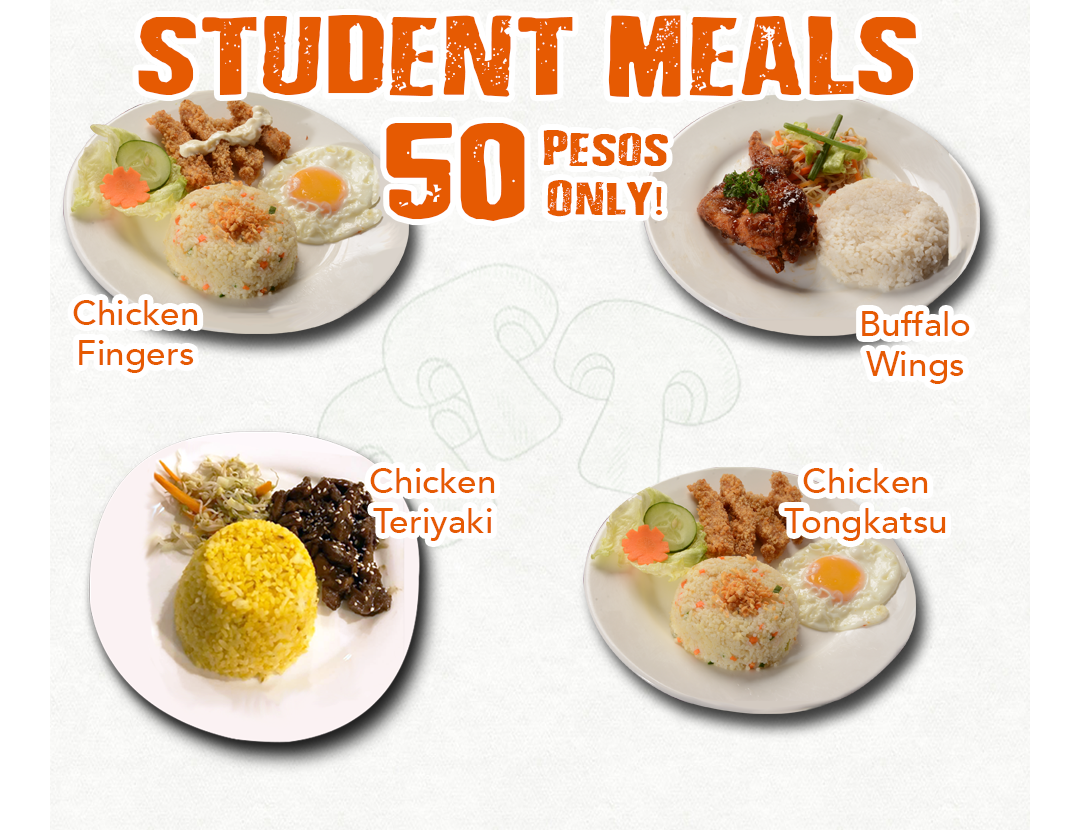 STUDENT MEALS
50 PESOS
ONLY!
Chicken
Fingers
Buffalo
Wings
Chicken
Teriyaki
Chicken
Tongkatsu